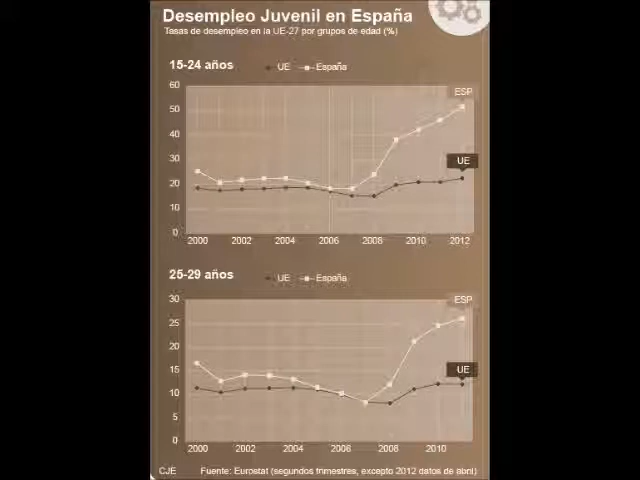 Desempleo Juvenil en España
Tasas de desempleo en la UE-27 por grupos de edad (%)
15-24 años
UE España
60
50
40
30
20
10
0
ESP
UE
2000 2002 2004 2006 2008 2010 2012
25-29 años
UE España
30
25
20
15
10
5
0
ESP
UE
2000 2002 2004 2006 2008 2010
CJE Fuente: Eurostat (segundos trimestres, excepto 2012 datos de abril)